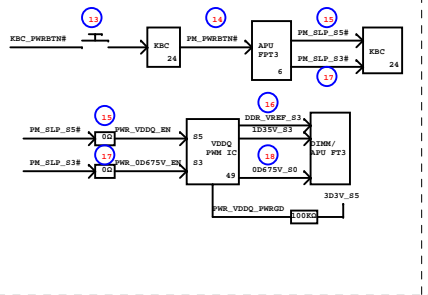 13
14
15
KBC_PWRBTN#
KBC
24
PM_PWRBTN#
APU
FPT3
6
PM_SLP_S5#
PM_SLP_S3#
17
KBC
24
15
16
PM_SLP_S5#
0Ω
PWR_VDDQ_EN
17
PM_SLP_S3#
0Ω
PWR_0D675V_EN
S5
VDDQ
PWM IC
S3
49
DDR_VREF_S3
1D35V_S3
18
0D675V_S0
DIMM/
APU FT3
3D3V_S5
PWR_VDDQ_PWRGD
100KΩ